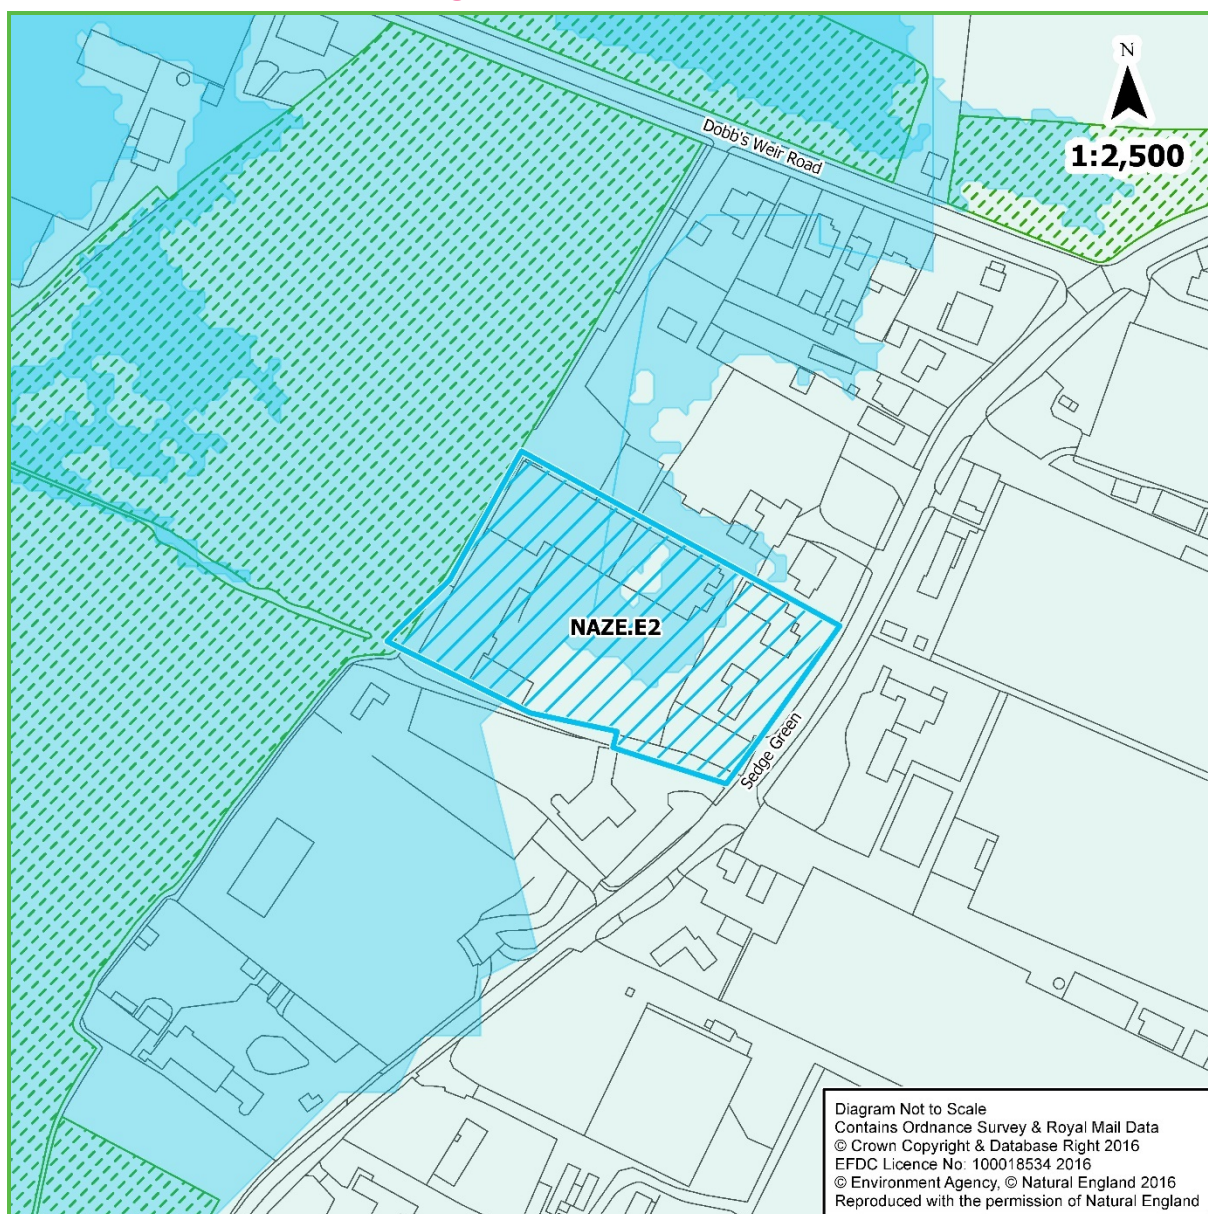 N
1:2,500
Dobb's Weir Road
NAZE.E2
Sedge Green
Diagram Not to Scale
Contains Ordnance Survey & Royal Mail Data
© Crown Copyright & Database Right 2016
EFDC Licence No: 100018534 2016
© Environment Agency, © Natural England 2016
Reproduced with the permission of Natural England